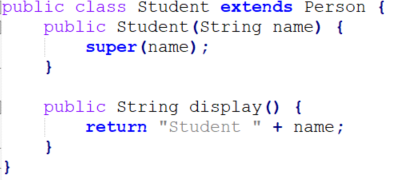 public class Student extends Person {
    public Student(String name) {
        super(name);
    }

    public String display() {
        return "Student " + name;
    }
}